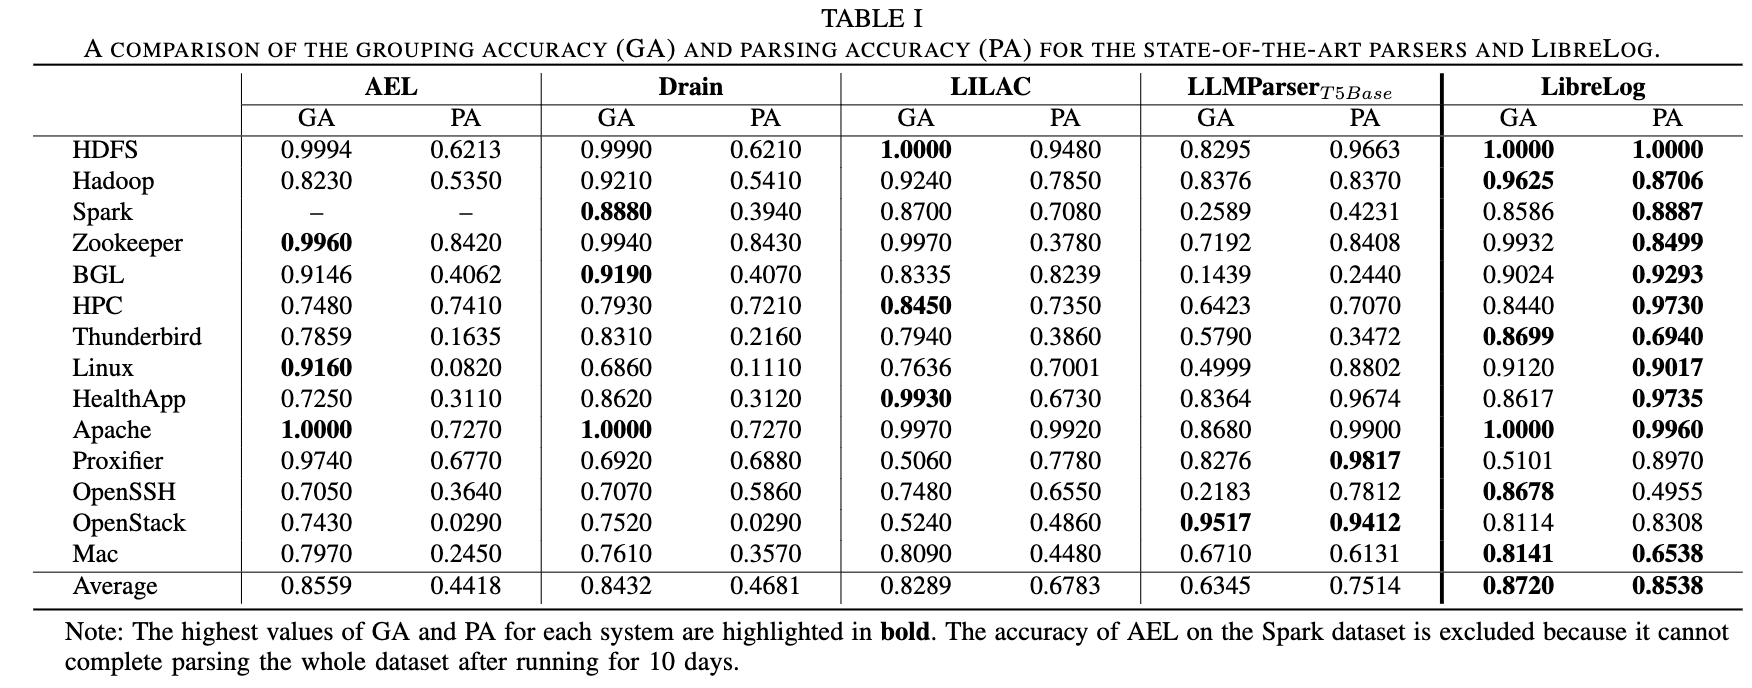 TABLE I
A COMPARISON OF THE GROUPING ACCURACY (GA) AND PARSING ACCURACY (PA) FOR THE STATE-OF-THE-ART PARSERS AND LIBRELOG.
AEL Drain LILAC LLMParser T5Base LibreLog
GA PA GA PA GA PA GA PA GA PA
HDFS 0.9994 0.6213 0.9990 0.6210 1.0000 0.9480 0.8295 0.9663 1.0000 1.0000
Hadoop 0.8230 0.5350 0.9210 0.5410 0.9240 0.7850 0.8376 0.8370 0.9625 0.8706
Spark – – 0.8880 0.3940 0.8700 0.7080 0.2589 0.4231 0.8586 0.8887
Zookeeper 0.9960 0.8420 0.9940 0.8430 0.9970 0.3780 0.7192 0.8408 0.9932 0.8499
BGL 0.9146 0.4062 0.9190 0.4070 0.8335 0.8239 0.1439 0.2440 0.9024 0.9293
HPC 0.7480 0.7410 0.7930 0.7210 0.8450 0.7350 0.6423 0.7070 0.8440 0.9730
Thunderbird 0.7859 0.1635 0.8310 0.2160 0.7940 0.3860 0.5790 0.3472 0.8699 0.6940
Linux 0.9160 0.0820 0.6860 0.1110 0.7636 0.7001 0.4999 0.8802 0.9120 0.9017
HealthApp 0.7250 0.3110 0.8620 0.3120 0.9930 0.6730 0.8364 0.9674 0.8617 0.9735
Apache 1.0000 0.7270 1.0000 0.7270 0.9970 0.9920 0.8680 0.9900 1.0000 0.9960
Proxifier 0.9740 0.6770 0.6920 0.6880 0.5060 0.7780 0.8276 0.9817 0.5101 0.8970
OpenSSH 0.7050 0.3640 0.7070 0.5860 0.7480 0.6550 0.2183 0.7812 0.8678 0.4955
OpenStack 0.7430 0.0290 0.7520 0.0290 0.5240 0.4860 0.9517 0.9412 0.8114 0.8308
Mac 0.7970 0.2450 0.7610 0.3570 0.8090 0.4480 0.6710 0.6131 0.8141 0.6538
Average 0.8559 0.4418 0.8432 0.4681 0.8289 0.6783 0.6345 0.7514 0.8720 0.8538
Note: The highest values of GA and PA for each system are highlighted in bold. The accuracy of AEL on the Spark dataset is excluded because it cannot
complete parsing the whole dataset after running for 10 days.